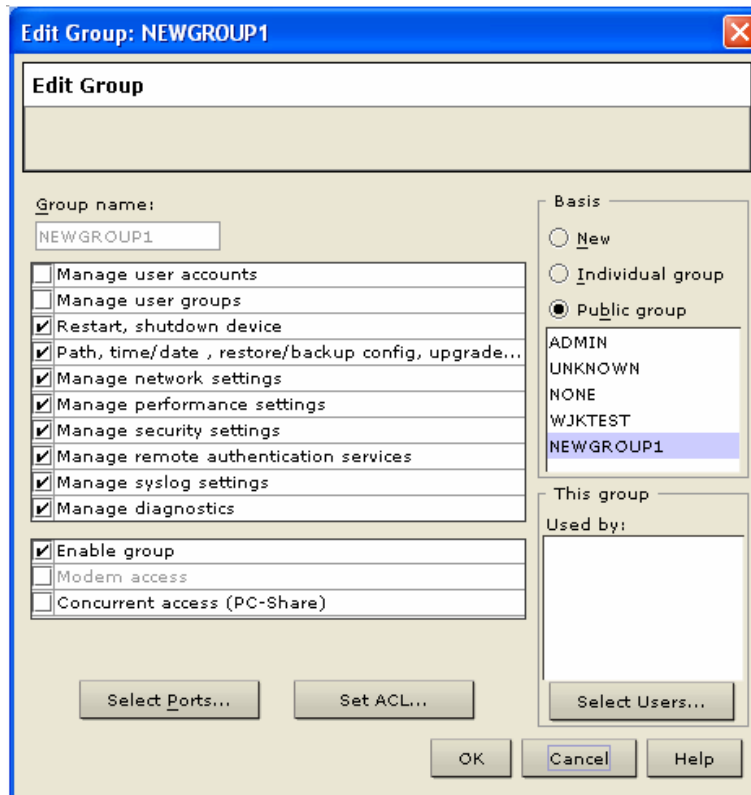 Edit Group: NEWGROUP1
Edit Group
Group name:
NEWGROUP1
Manage user accounts
Manage user groups
Restart, shutdown device
Path, time/date , restore/backup config, upgrade...
Manage network settings
Manage performance settings
Manage security settings
Manage remote authentication services
Manage syslog settings
Manage diagnostics
Enable group
Modem access
Concurrent access (PC-Share)
Select Ports...
Set ACL...
Basis
New
Individual group
Public group
ADMIN
UNKNOWN
NONE
WJKTEST
NEWGROUP1
This group
Used by:
Select Users...
OK
Cancel
Help